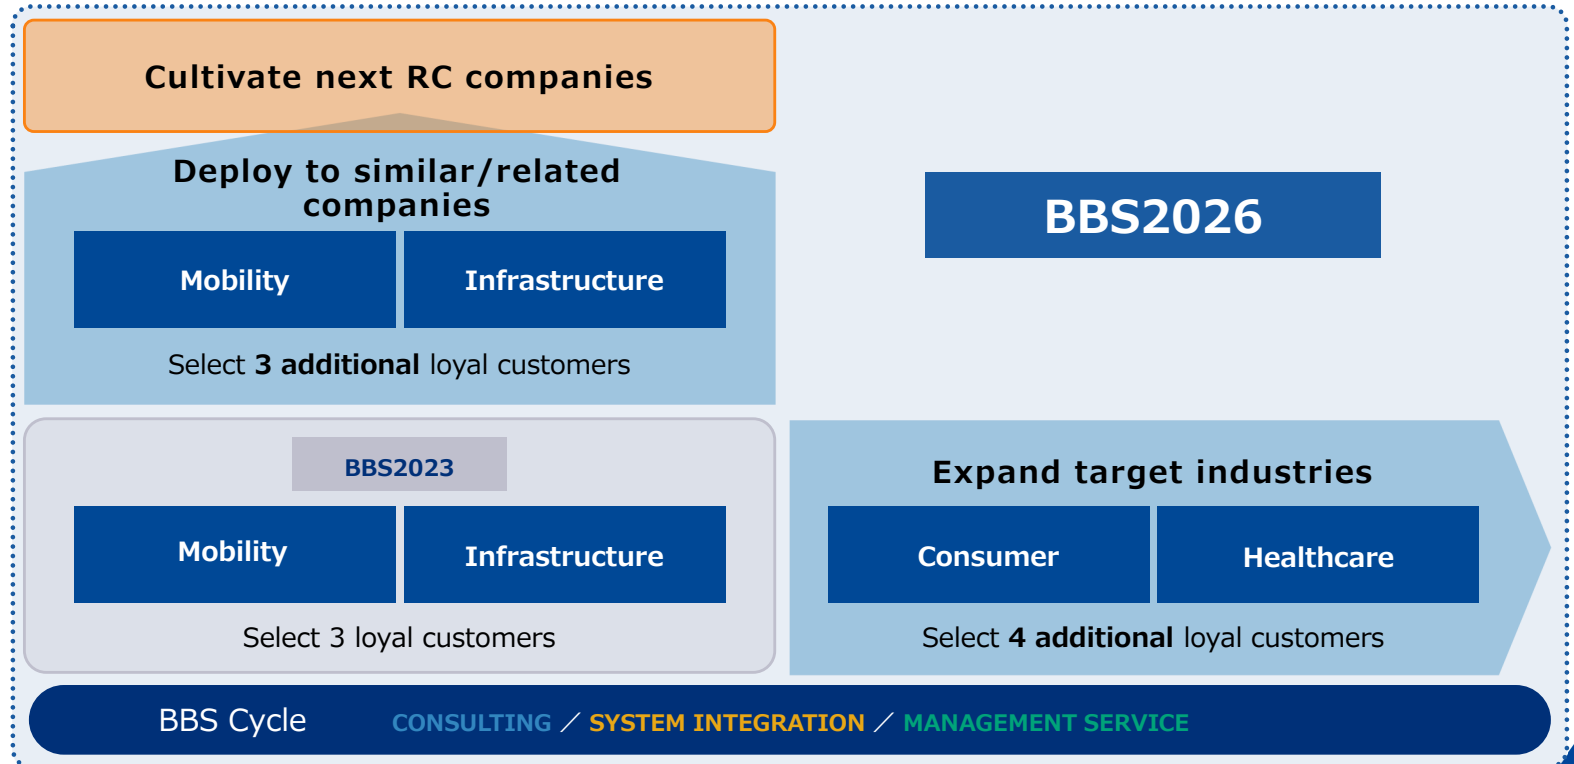 Cultivate next RC companies
Deploy to similar/related
companies
Mobility
Infrastructure
Select 3 additional loyal customers
BBS2026
BBS2023
Mobility
Infrastructure
Select 3 loyal customers
Expand target industries
Consumer
Healthcare
Select 4 additional loyal customers
BBS Cycle CONSULTING / SYSTEM INTEGRATION / MANAGEMENT SERVICE